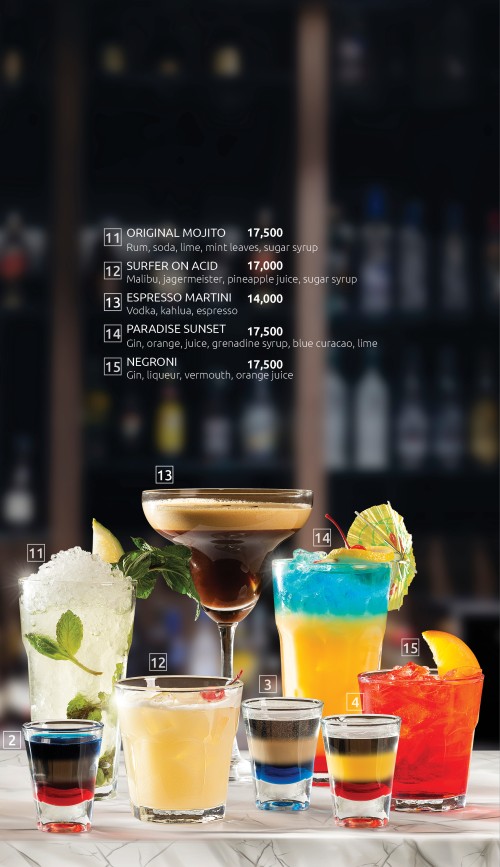 11 ORIGINAL MOJITO 17,500
Rum, soda, lime, mint leaves, sugar syrup
12 SURFER ON ACID 17,000
Malibu, jagermeister, pineapple juice, sugar syrup
13 ESPRESSO MARTINI 14,000
Vodka, kahlua, espresso
14 PARADISE SUNSET 17,500
Gin, orange, juice, grenadine syrup, blue curacao, lime
15 NEGRONI 17,500
Gin, liqueur, vermouth, orange juice
13
14
11
15
12
3
4
2